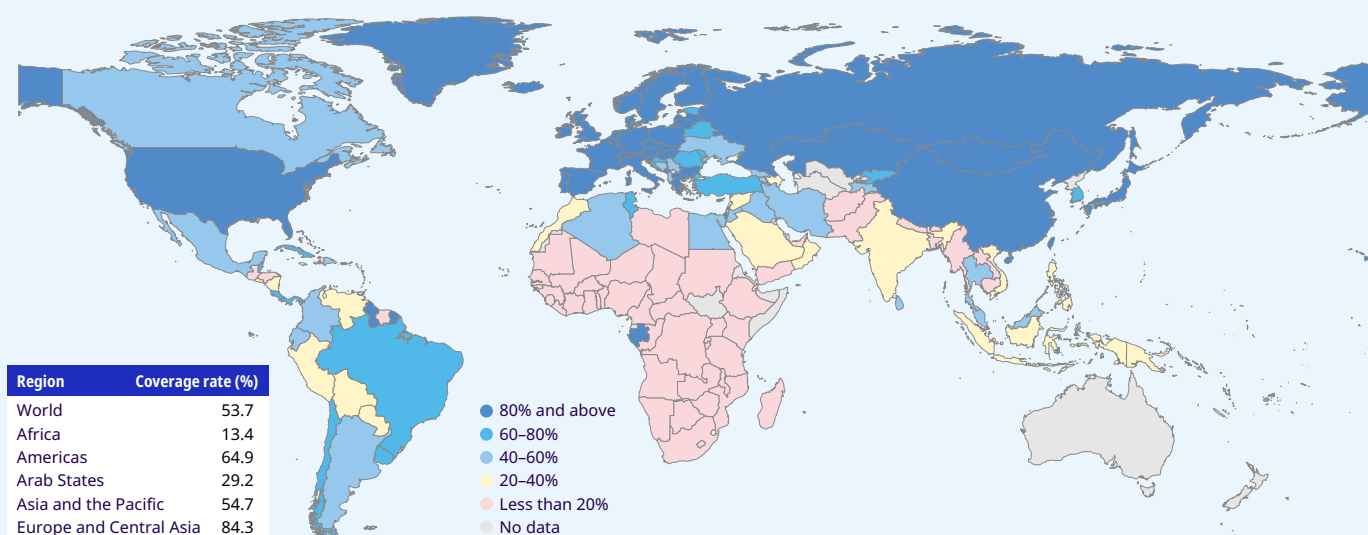 Region Coverage rate (%)
World 53.7
Africa 13.4
Americas 64.9
Arab States 29.2
Asia and the Pacific 54.7
Europe and Central Asia 84.3
80% and above
60–80%
40–60%
20–40%
Less than 20%
No data